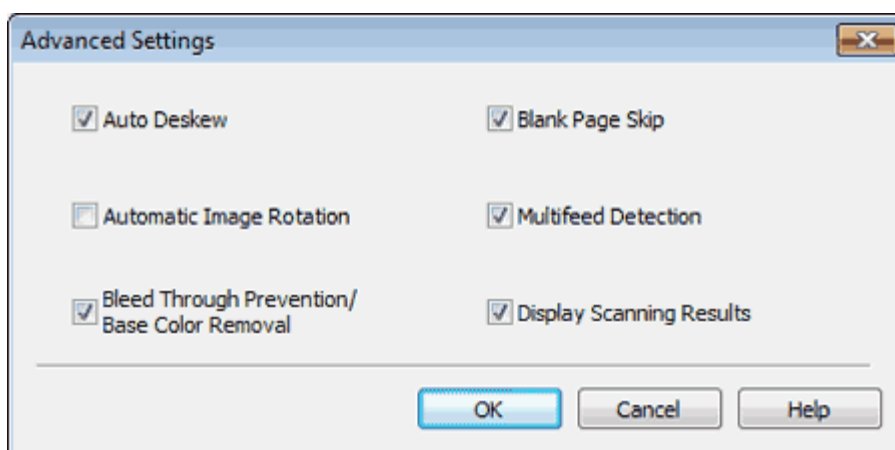 Advanced Settings
Auto Deskew
Blank Page Skip
Automatic Image Rotation
Multifeed Detection
Bleed Through Prevention/
Base Color Removal
Display Scanning Results
OK
Cancel
Help